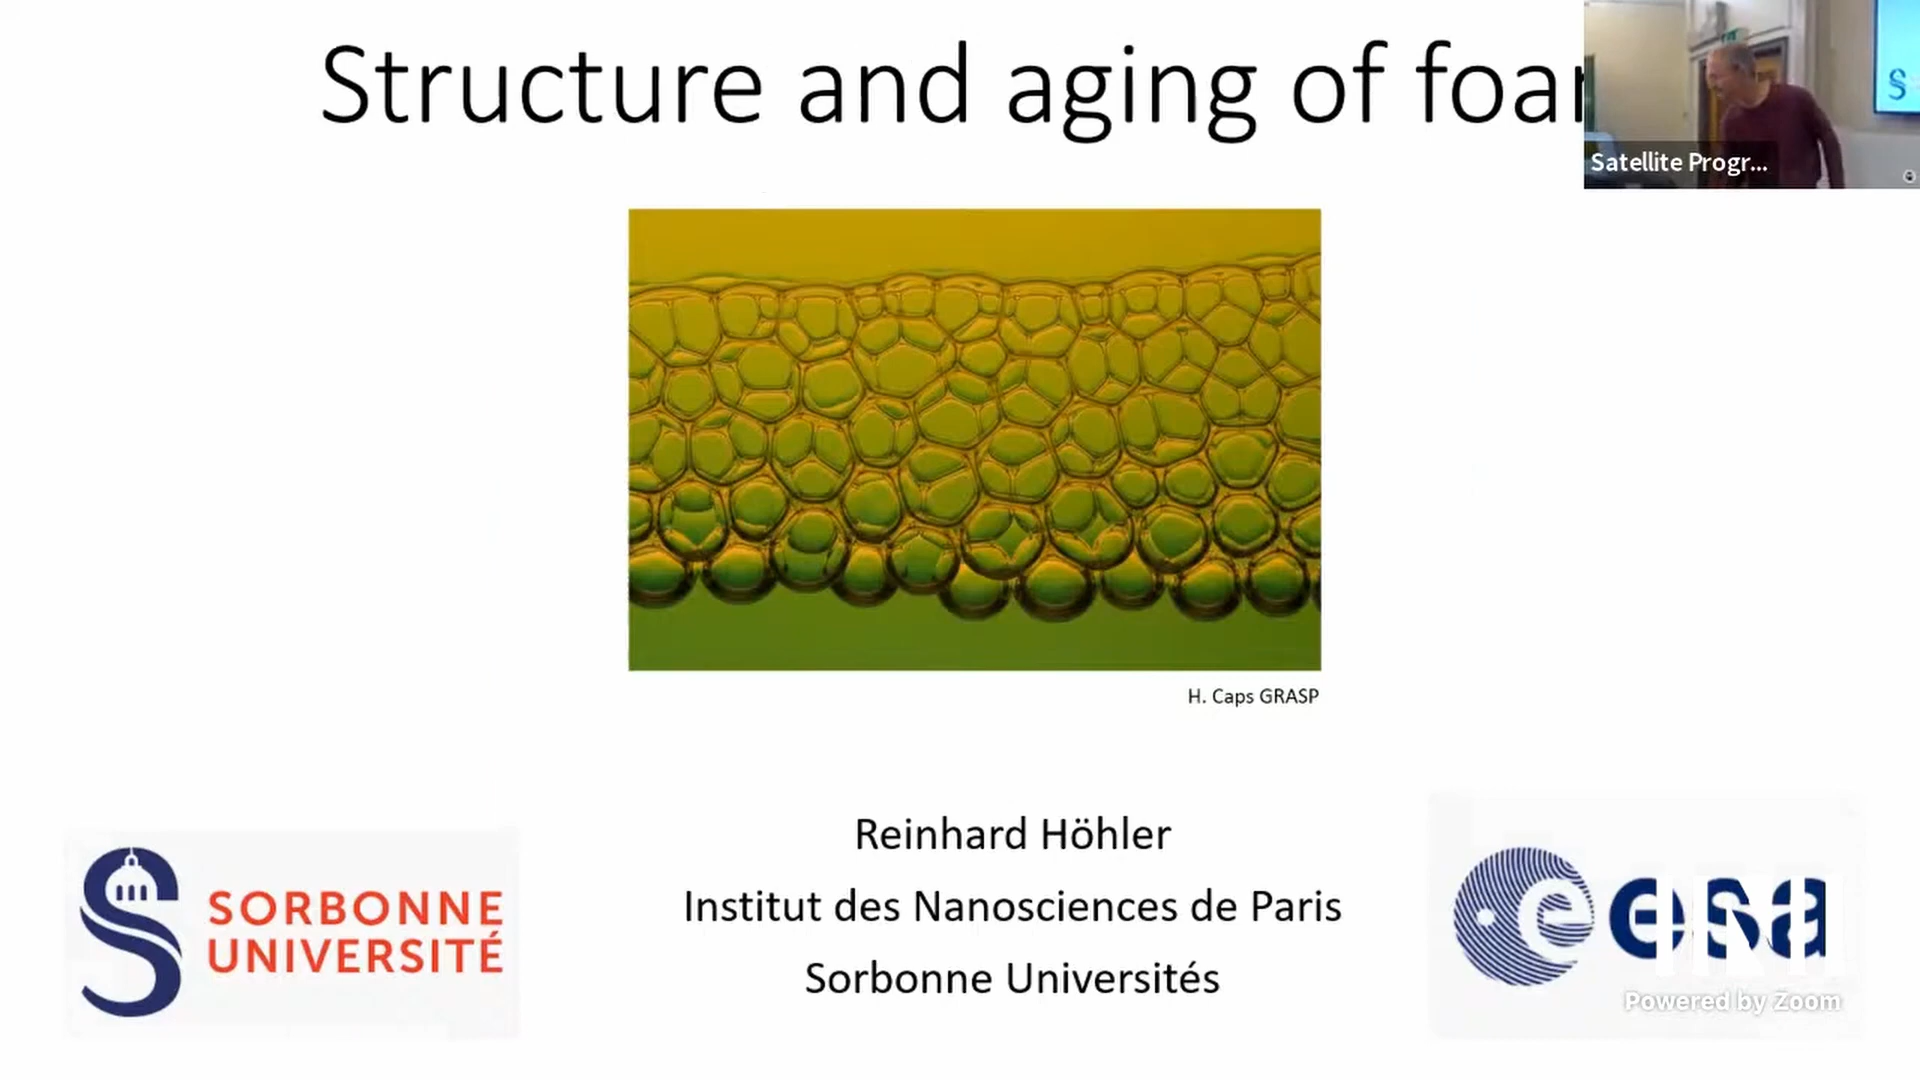 Structure and aging of foa
Satellite Progr...
H. Caps GRASP
Reinhard Höhler
Institut des Nanosciences de Paris
Sorbonne Universités
SORBONNE
UNIVERSITÉ
esa
Powered by Zoom